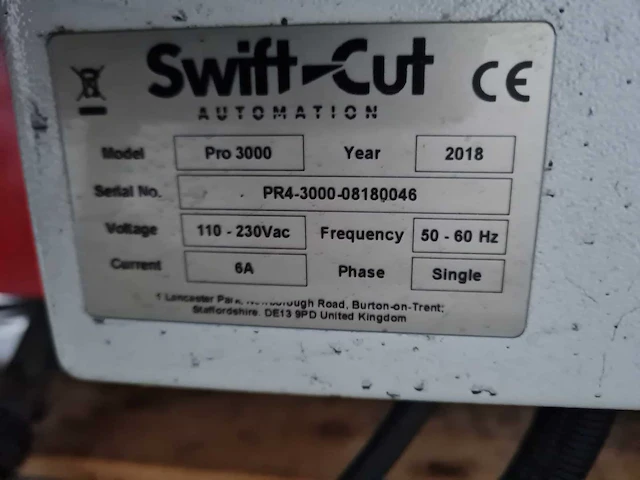 Swift-Cut
CE
AUTOMATION
Model Pro 3000 Year 2018
Serial No. PR4-3000-08180046
Voltage 110 - 230Vac Frequency 50 - 60 Hz
Current 6A Phase Single
1 Lancaster Park, Road, Burton-on-Trent;
Staffordshire. DE13 9PD United Kingdom